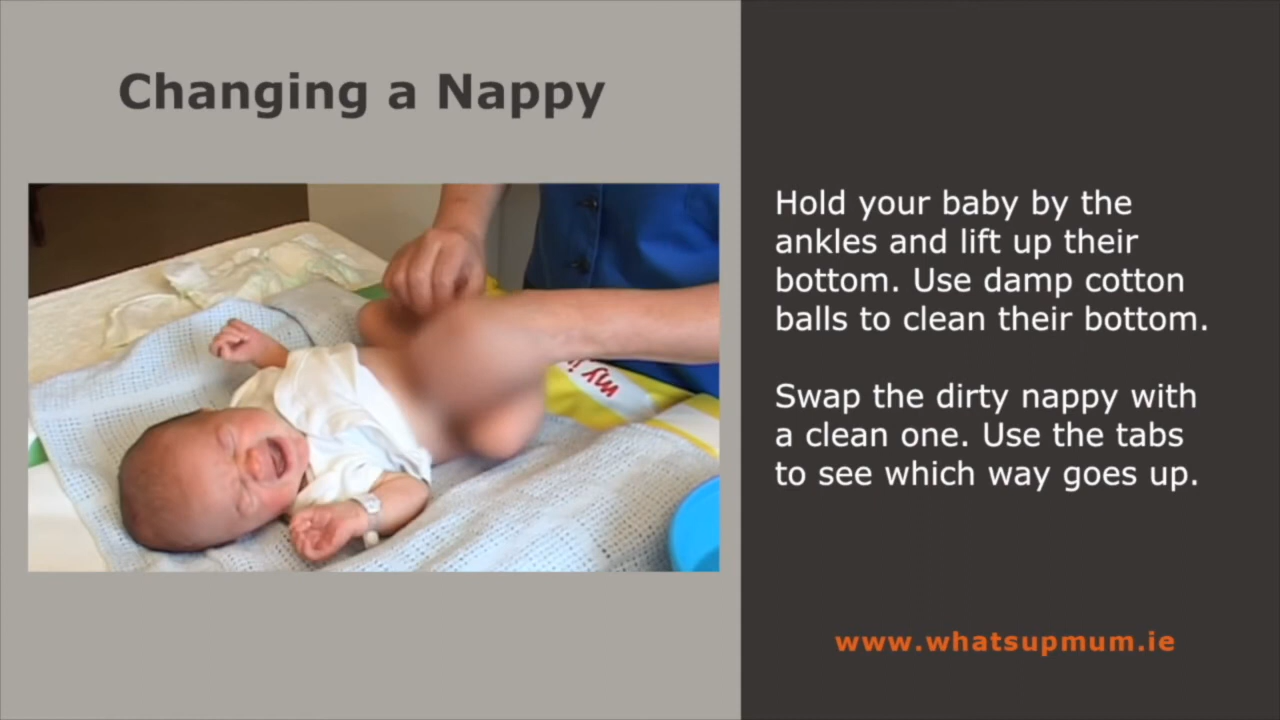 Changing a Nappy
my
Hold your baby by the
ankles and lift up their
bottom. Use damp cotton
balls to clean their bottom.
Swap the dirty nappy with
a clean one. Use the tabs
to see which way goes up.
www.whatsupmum.ie